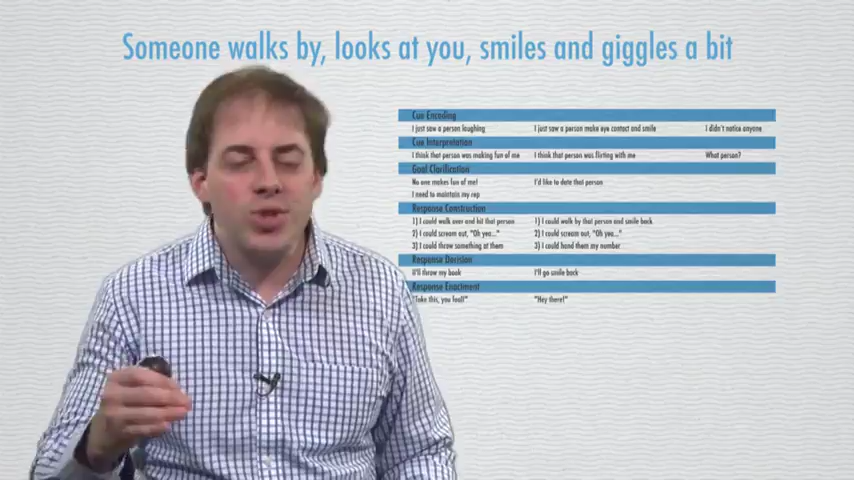 Someone walks by, looks at you, smiles and giggles a bit
Cue Encoding
I just saw a person laughing I just saw a person make eye contact and smile I didn't notice anyone
Cue Interpretation
I think that person was making fun of me I think that person was flirting with me What person?
Goal Clarification
No one makes fun of me! I'd like to date that person
I need to maintain my rep
Response Construction
1) I could walk over and hit that person 1) I could walk by that person and smile back
2) I could scream out, "Oh yea..." 2) I could scream out, "Oh yea..."
3) I could throw something at them 3) I could hand them my number
Response Decision
I'll throw my book I'll go smile back
Response Enactment
"Take this, you fool!" "Hey there!"